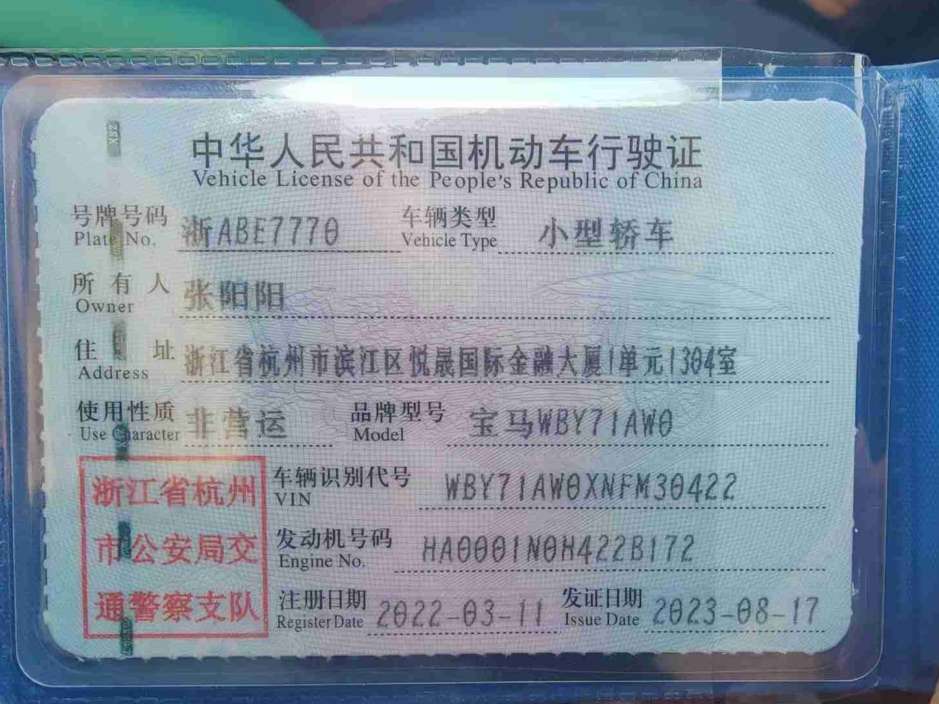 中华人民共和国机动车行驶证
Vehicle License of the People's Republic of China
号牌号码 浙ABE7770 车辆类型 小型轿车
Plate No. Vehicle Type
所有人 张阳阳
Owner
住址 浙江省杭州市滨江区悦晟国际金融大厦1单元1304室
Address
使用性质 非营运 品牌型号 宝马WBY71AW0
Use Character Model
浙江省杭州 车辆识别代号 WBY71AW0XNFM30422
VIN
市公安局交 发动机号码 HA0001N0H422B172
Engine No.
通警察支队 注册日期 2022-03-11 发证日期 2023-08-17
Register Date Issue Date